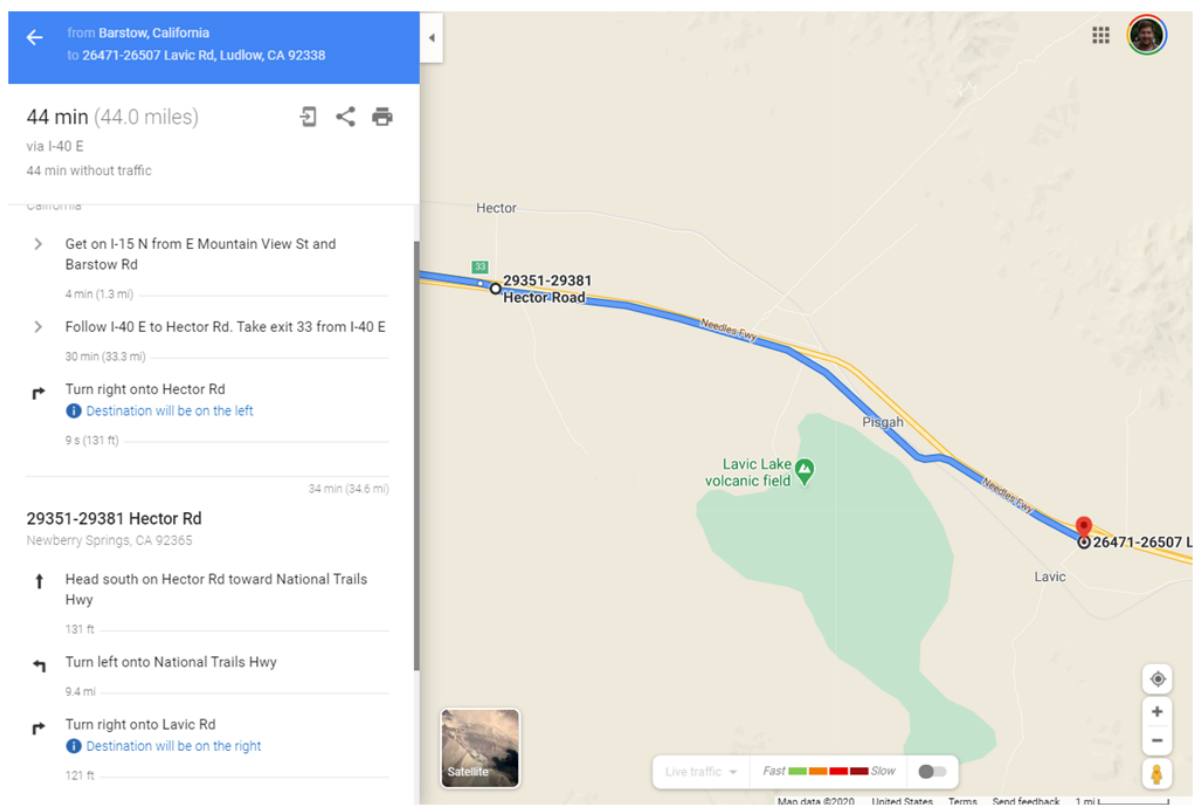 from Barstow, California
to 26471-26507 Lavic Rd, Ludlow, CA 92338
44 min (44.0 miles)
via I-40 E
44 min without traffic
California
Get on I-15 N from E Mountain View St and
Barstow Rd
4 min (1.3 mi)
Follow I-40 E to Hector Rd. Take exit 33 from I-40 E
30 min (33.3 mi)
Turn right onto Hector Rd
Destination will be on the left
9 s (131 ft)
34 min (34.6 mi)
29351-29381 Hector Rd
Newberry Springs, CA 92365
Head south on Hector Rd toward National Trails
Hwy
131 ft
Turn left onto National Trails Hwy
9.4 mi
Turn right onto Lavic Rd
Destination will be on the right
121 ft
Hector
33
29351-29381
Hector Road
Needles Fwy
Pisgah
Lavic Lake
volcanic field
Needles Fwy
26471-26507 L
Lavic
Satellite
Live traffic
Fast
Slow
Map data ©2020 United States Terms Send feedback 1 mi